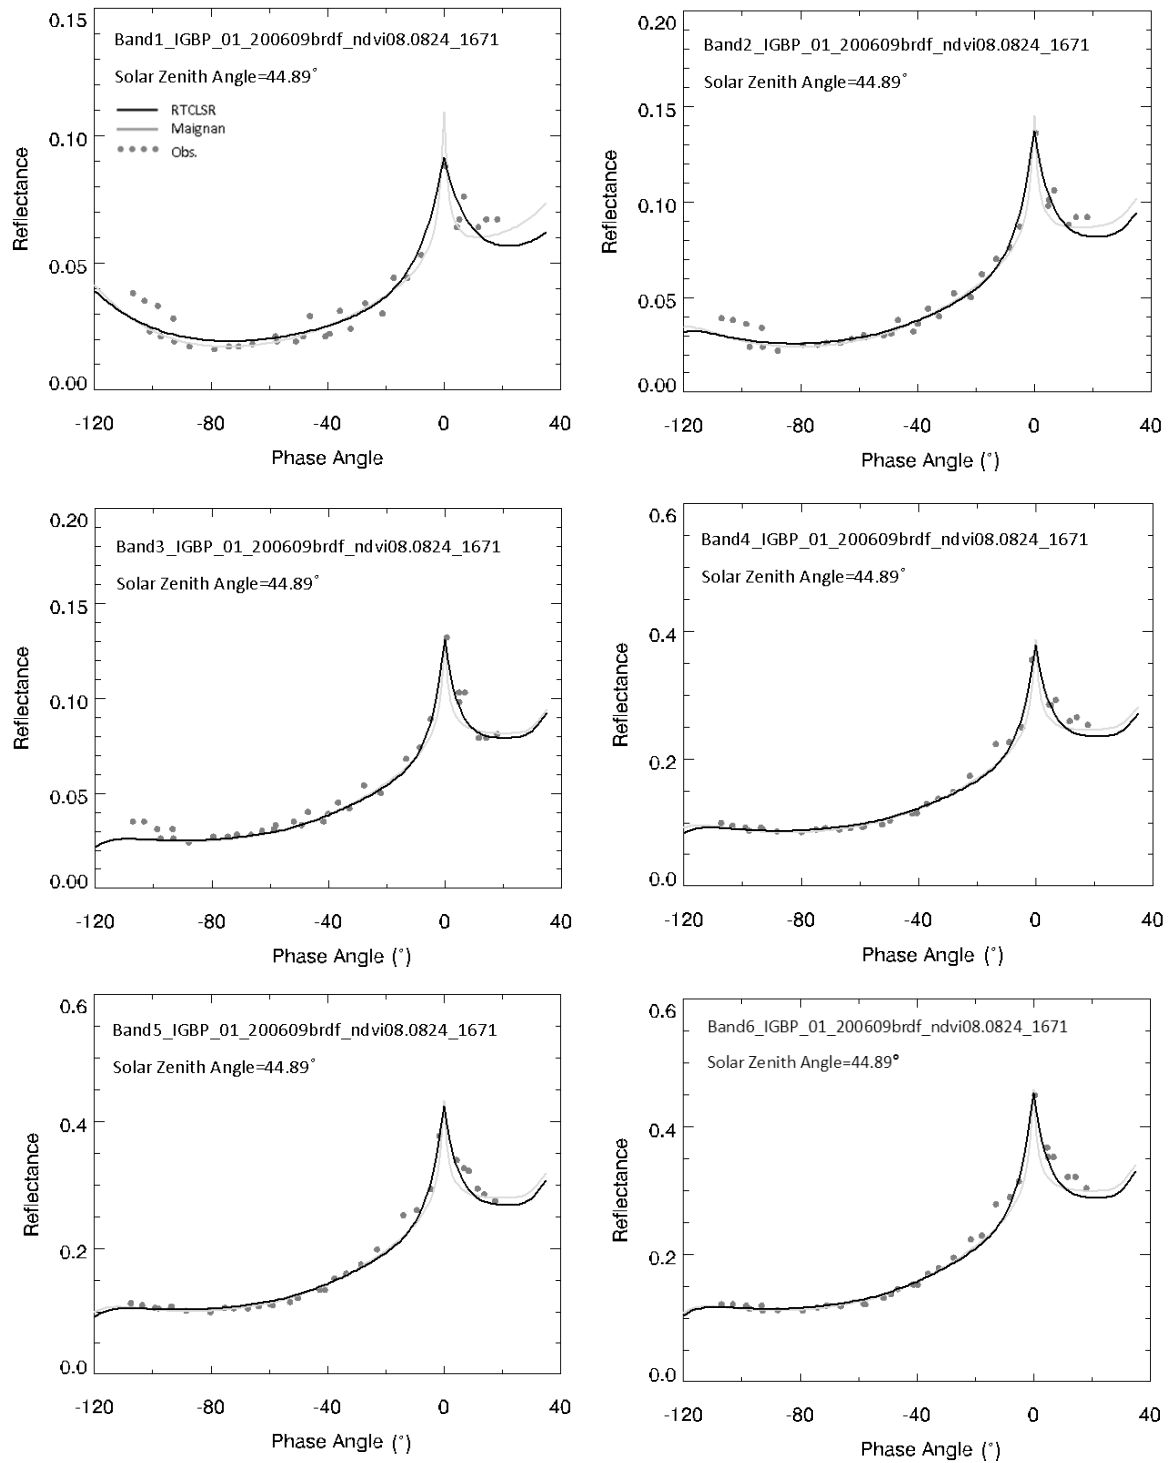 0.15
0.10
0.05
0.00
Reflectance
Band1_IGBP_01_200609brdf_ndvi08.0824_1671
Solar Zenith Angle=44.89°
RTCLSR
Maignan
Obs.
-120
-80
-40
0
40
Phase Angle
0.20
0.15
0.10
0.05
0.00
Reflectance
Band2_IGBP_01_200609brdf_ndvi08.0824_1671
Solar Zenith Angle=44.89°
-120
-80
-40
0
40
Phase Angle (°)
0.20
0.15
0.10
0.05
0.00
Reflectance
Band3_IGBP_01_200609brdf_ndvi08.0824_1671
Solar Zenith Angle=44.89°
-120
-80
-40
0
40
Phase Angle (°)
0.6
0.4
0.2
0.0
Reflectance
Band4_IGBP_01_200609brdf_ndvi08.0824_1671
Solar Zenith Angle=44.89°
-120
-80
-40
0
40
Phase Angle (°)
0.6
0.4
0.2
0.0
Reflectance
Band5_IGBP_01_200609brdf_ndvi08.0824_1671
Solar Zenith Angle=44.89°
-120
-80
-40
0
40
Phase Angle (°)
0.6
0.4
0.2
0.0
Reflectance
Band6_IGBP_01_200609brdf_ndvi08.0824_1671
Solar Zenith Angle=44.89°
-120
-80
-40
0
40
Phase Angle (°)